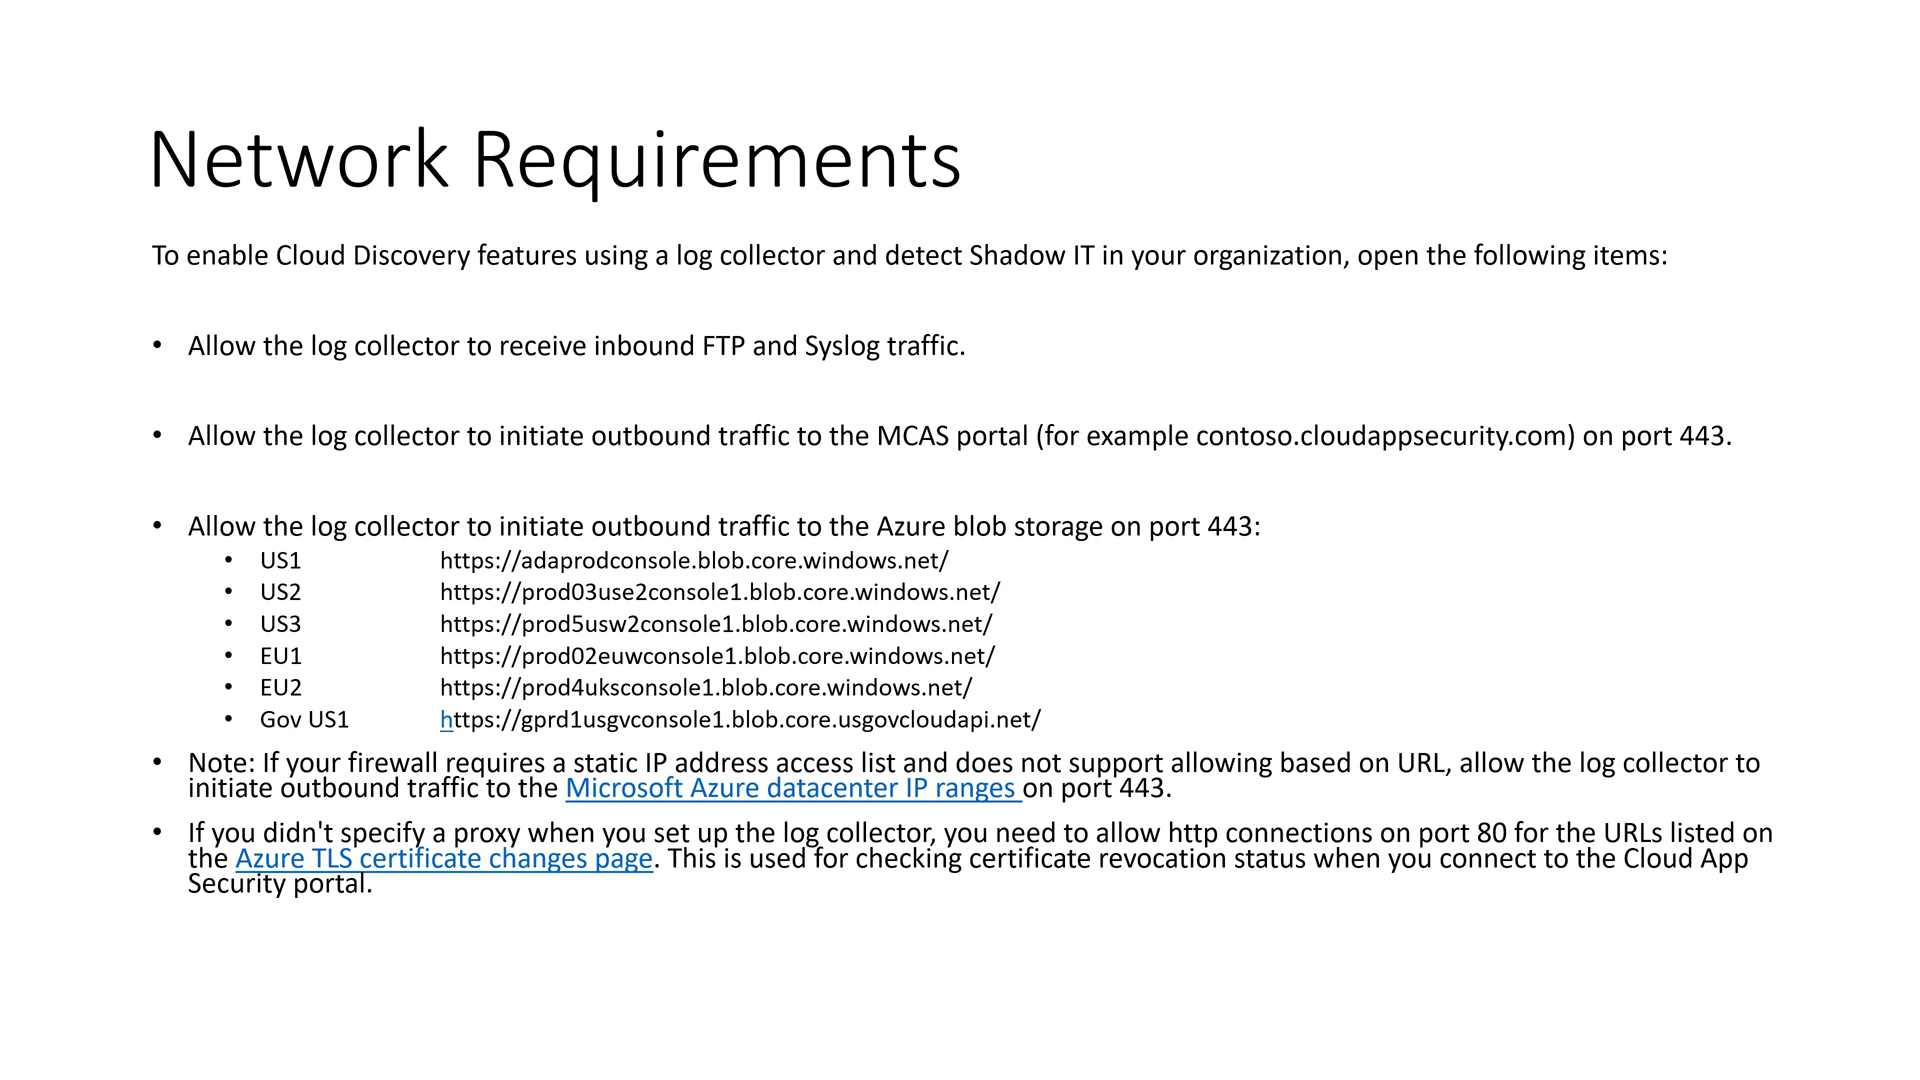 Network Requirements
To enable Cloud Discovery features using a log collector and detect Shadow IT in your organization, open the following items:
• Allow the log collector to receive inbound FTP and Syslog traffic.
• Allow the log collector to initiate outbound traffic to the MCAS portal (for example contoso.cloudappsecurity.com) on port 443.
• Allow the log collector to initiate outbound traffic to the Azure blob storage on port 443:
• US1 https://adaprodconsole.blob.core.windows.net/
• US2 https://prod03use2console1.blob.core.windows.net/
• US3 https://prod5usw2console1.blob.core.windows.net/
• EU1 https://prod02euwconsole1.blob.core.windows.net/
• EU2 https://prod4uksconsole1.blob.core.windows.net/
• Gov US1 https://gprd1usgvconsole1.blob.core.usgovcloudapi.net/
• Note: If your firewall requires a static IP address access list and does not support allowing based on URL, allow the log collector to
initiate outbound traffic to the Microsoft Azure datacenter IP ranges on port 443.
• If you didn't specify a proxy when you set up the log collector, you need to allow http connections on port 80 for the URLs listed on
the Azure TLS certificate changes page. This is used for checking certificate revocation status when you connect to the Cloud App
Security portal.